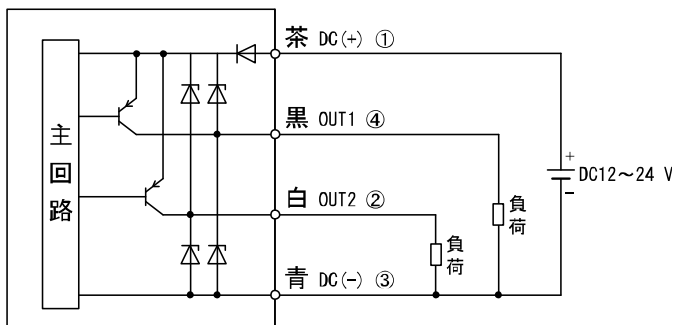 主回路
茶 DC(+) ①
黒 OUT1 ④
白 OUT2 ②
青 DC(-) ③
負荷
負荷
+
DC12～24 V
-